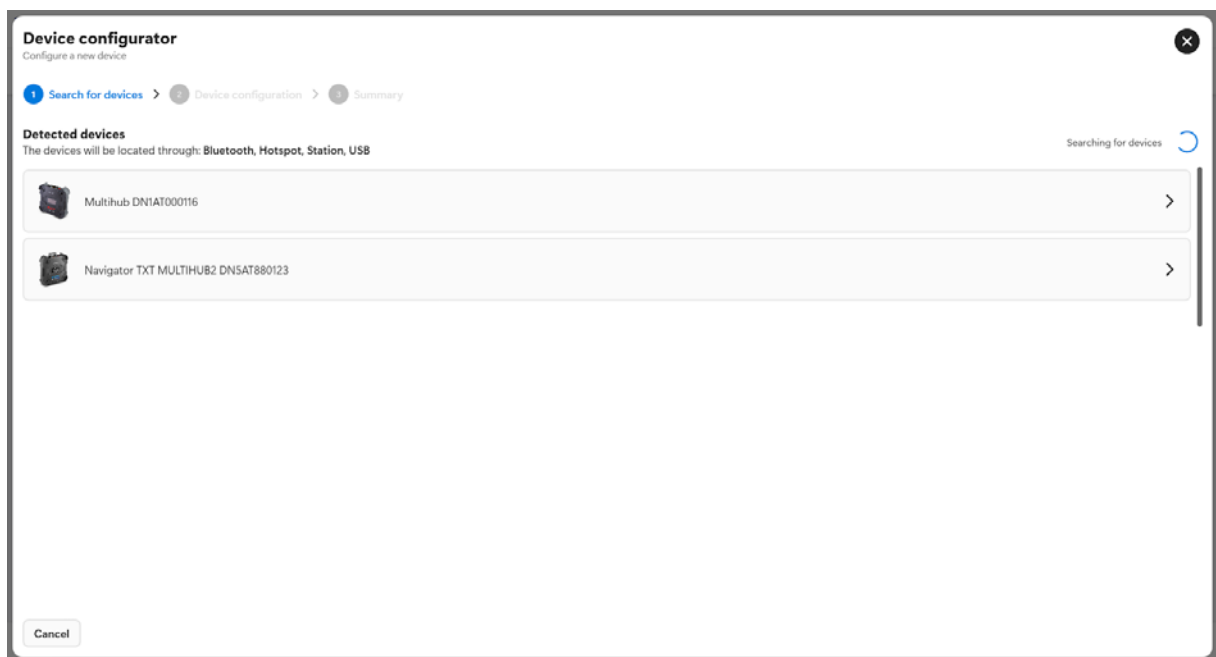 Device configurator
Configure a new device
1 Search for devices > 2 Device configuration > 3 Summary
Detected devices
The devices will be located through: Bluetooth, Hotspot, Station, USB
Searching for devices
Multihub DN1AT000116
Navigator TXT MULTIHUB2 DN5AT880123
Cancel